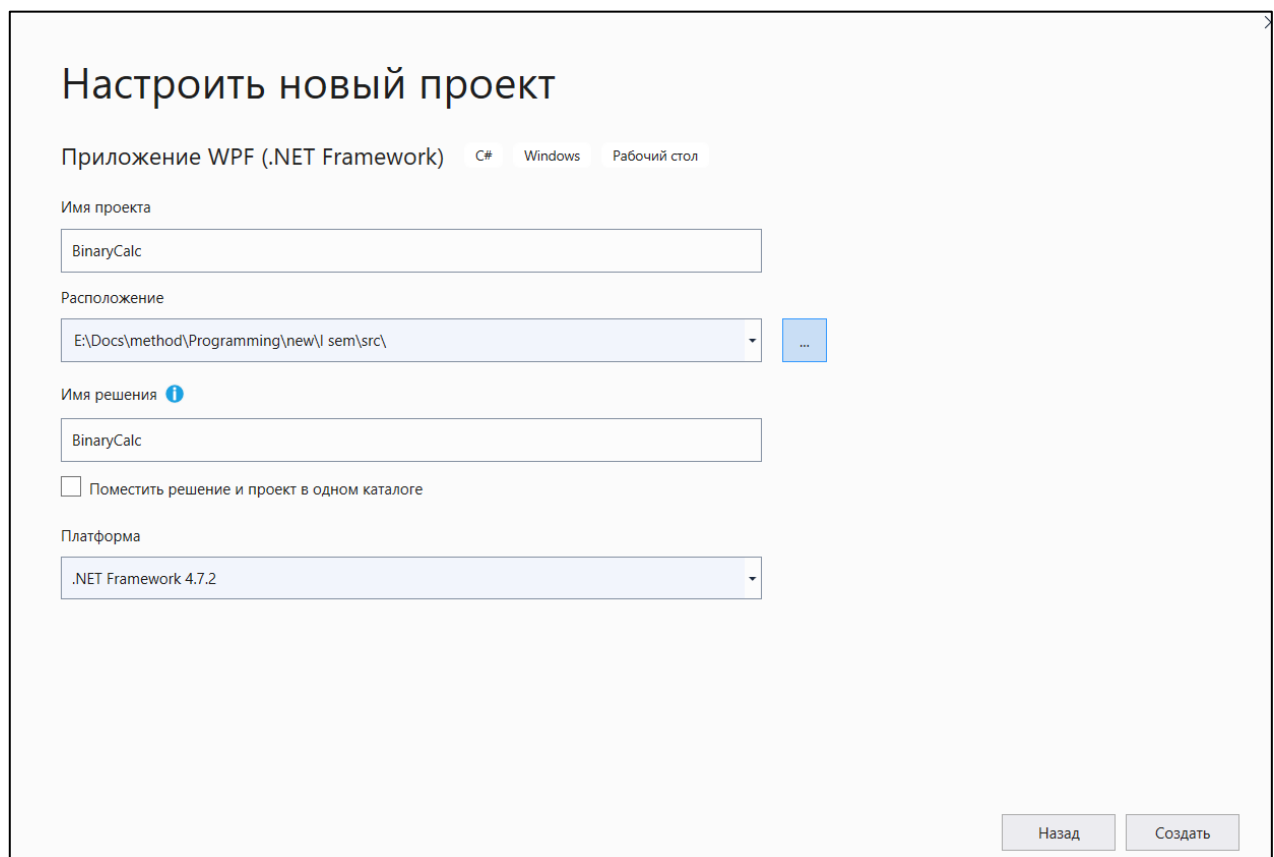 Настроить новый проект
Приложение WPF (.NET Framework) C# Windows Рабочий стол
Имя проекта
BinaryCalc
Расположение
E:\Docs\method\Programming\new\I sem\src\
...
Имя решения
BinaryCalc
Поместить решение и проект в одном каталоге
Платформа
.NET Framework 4.7.2
Назад Создать